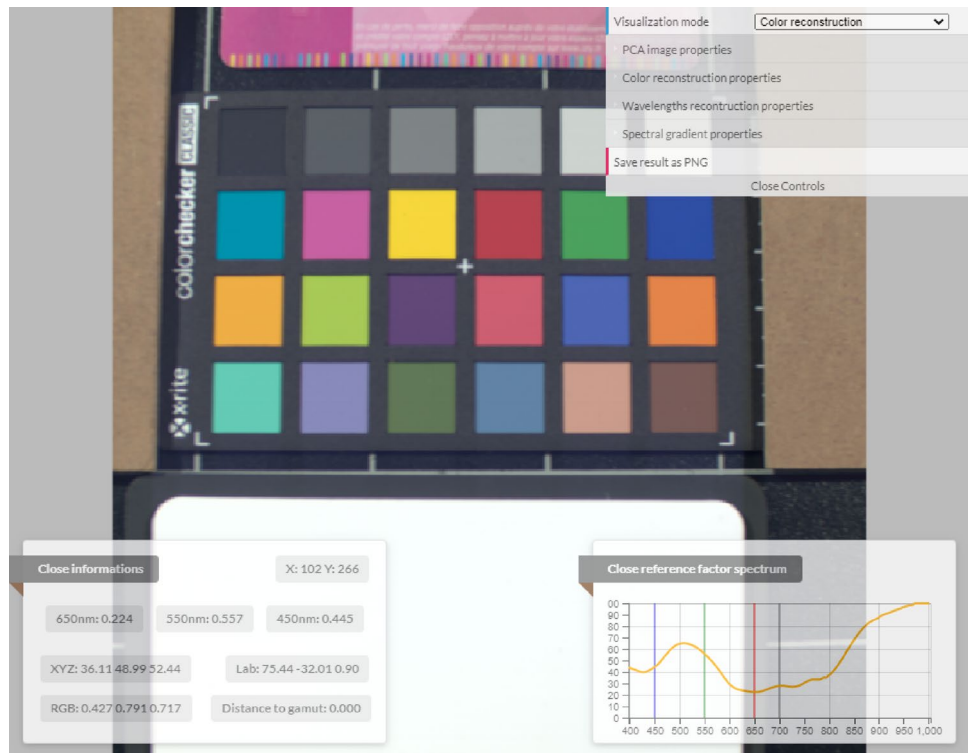 Visualization mode
Color reconstruction
PCA image properties
Color reconstruction properties
Wavelengths recontruction properties
Spectral gradient properties
Save result as PNG
Close Controls
colorchecker CLASSIC
x-rite
Close informations
X: 102 Y: 266
650nm: 0.224
550nm: 0.557
450nm: 0.445
XYZ: 36.11 48.99 52.44
Lab: 75.44 -32.01 0.90
RGB: 0.427 0.791 0.717
Distance to gamut: 0.000
Close reference factor spectrum
00
90
80
70
60
50
40
30
20
10
0
400 450 500 550 600 650 700 750 800 850 900 950 1,000